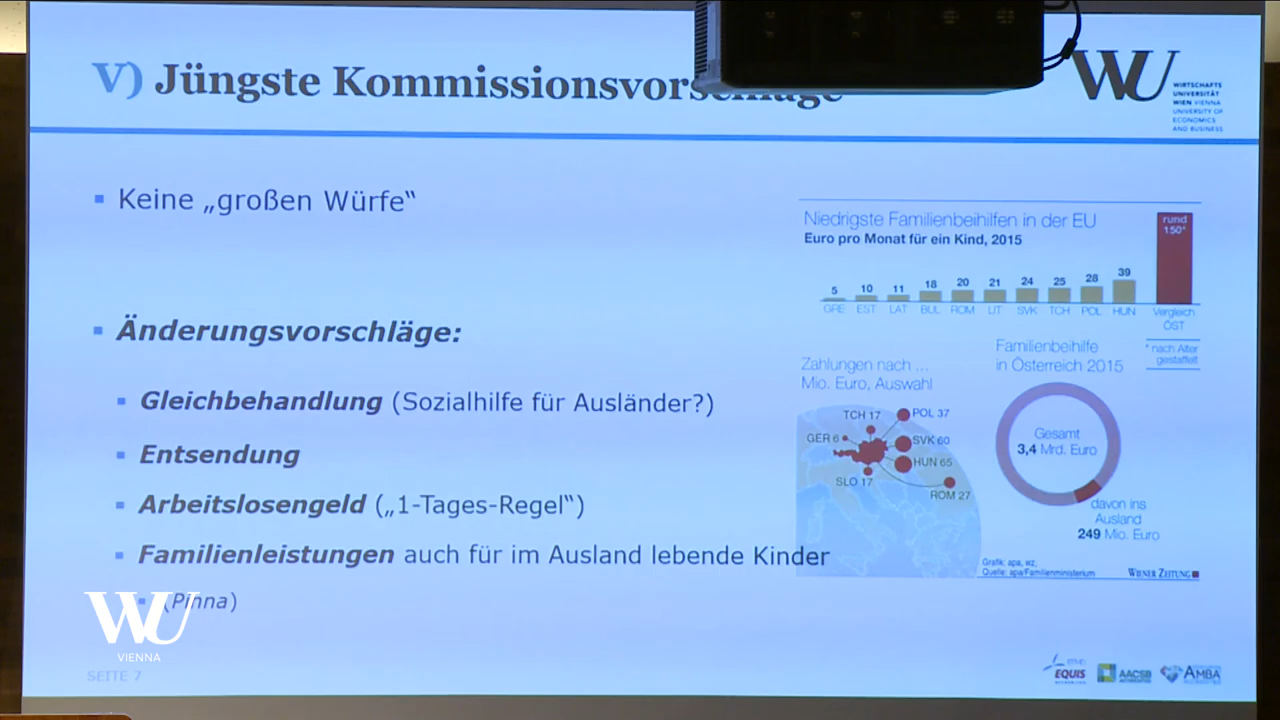 V) Jüngste Kommissionsvorschläge
WU
WIRTSCHAFTS
UNIVERSITÄT
WIEN VIENNA
UNIVERSITY OF
ECONOMICS
AND BUSINESS
Keine „großen Würfe“
Änderungsvorschläge:
Gleichbehandlung (Sozialhilfe für Ausländer?)
Entsendung
Arbeitslosengeld („1-Tages-Regel“)
Familienleistungen auch für im Ausland lebende Kinder
(Pinna)
Niedrigste Familienbeihilfen in der EU
Euro pro Monat für ein Kind, 2015
rund
150*
5 10 11 18 20 21 24 25 28 39
GRE EST LAT BUL ROM LIT SVK TCH POL HUN Vergleich
ÖST
* nach Alter
gestaffelt
Zahlungen nach ...
Mio. Euro, Auswahl
TCH 17
POL 37
GER 6
SVK 60
HUN 65
SLO 17
ROM 27
Familienbeihilfe
in Österreich 2015
Gesamt
3,4 Mrd. Euro
davon ins
Ausland
249 Mio. Euro
Grafik: apa, wz,
Quelle: apa/Familienministerium
WIENER ZEITUNG
WU
VIENNA
SEITE 7
EFMD
EQUIS
AACSB
ACCREDITED
AMBA